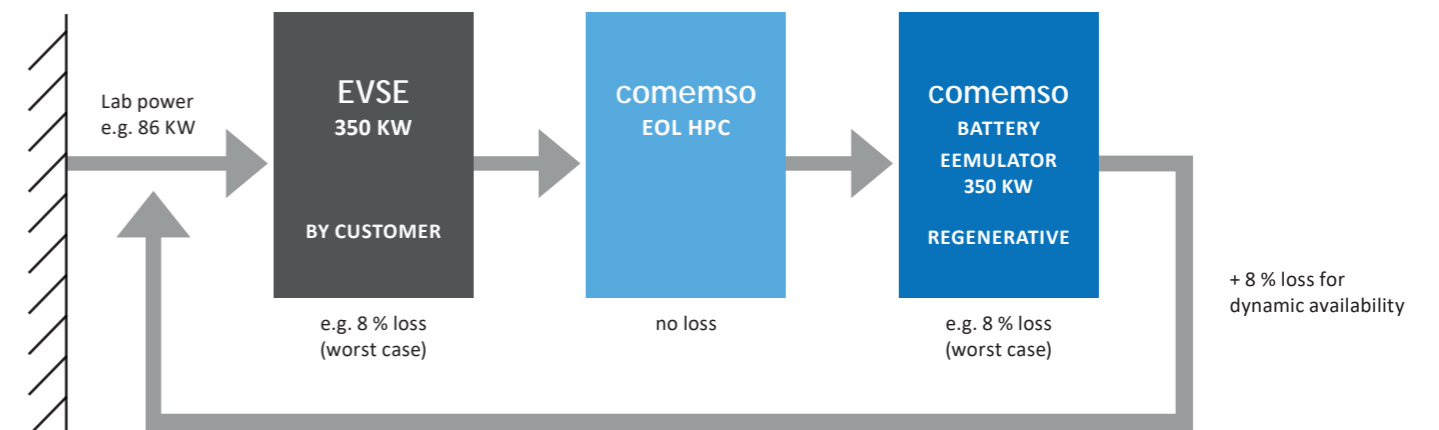 Lab power
e.g. 86 KW
EVSE
350 KW
BY CUSTOMER
e.g. 8 % loss
(worst case)
comemso
EOL HPC
no loss
comemso
BATTERY
EEMULATOR
350 KW
REGENERATIVE
e.g. 8 % loss
(worst case)
+ 8 % loss for
dynamic availability